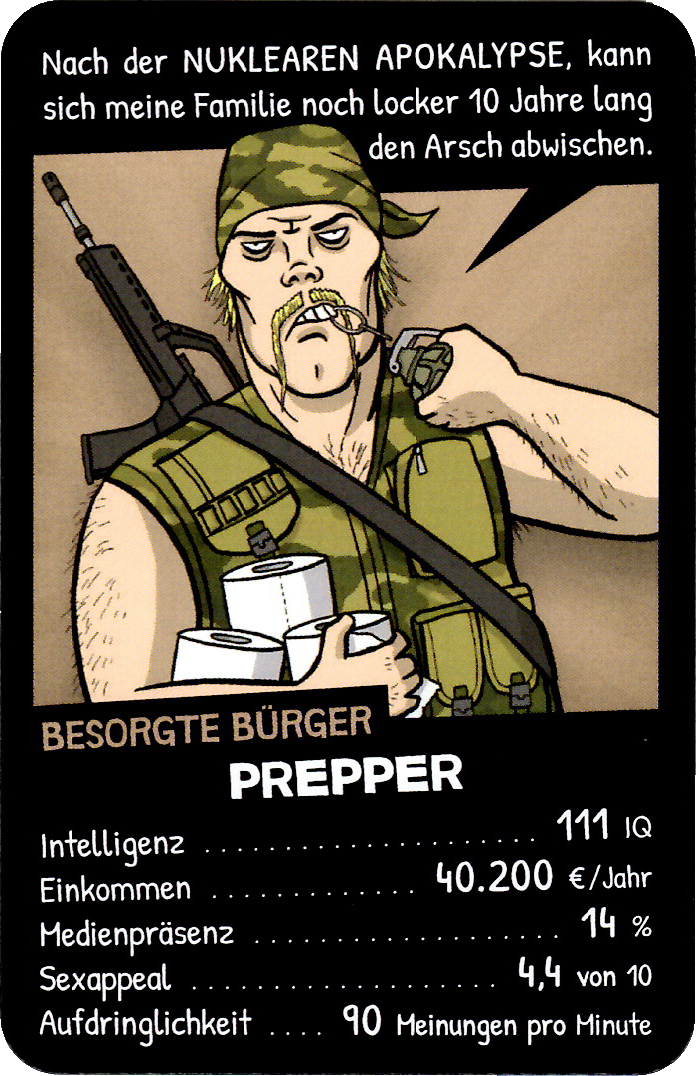 Nach der NUKLEAREN APOKALYPSE, kann
sich meine Familie noch locker 10 Jahre lang
den Arsch abwischen.
BESORGTE BÜRGER
PREPPER
Intelligenz ..................... 111 IQ
Einkommen ............. 40.200 €/Jahr
Medienpräsenz ................... 14 %
Sexappeal ................... 4,4 von 10
Aufdringlichkeit .... 90 Meinungen pro Minute